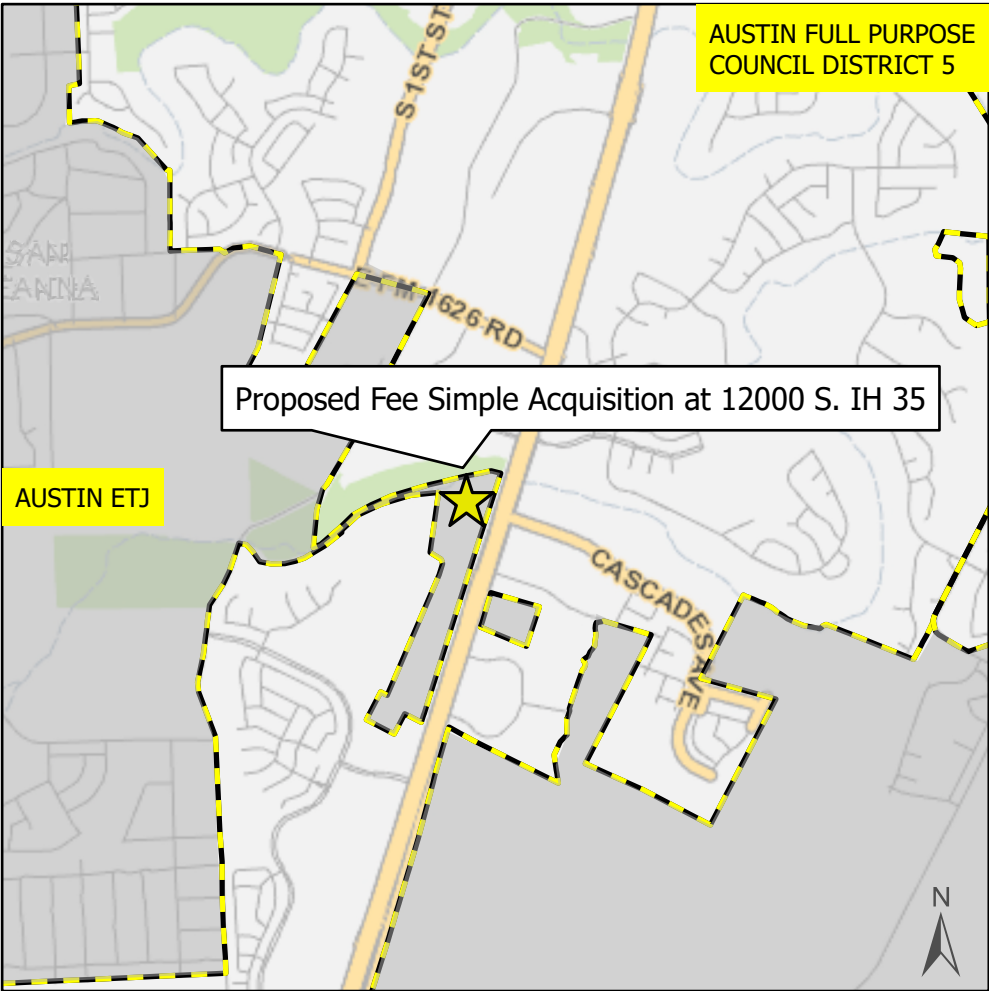 AUSTIN FULL PURPOSE
COUNCIL DISTRICT 5
S 1ST ST
SAN
E FM 1626 RD
Proposed Fee Simple Acquisition at 12000 S. IH 35
AUSTIN ETJ
CASCADES AVE
N